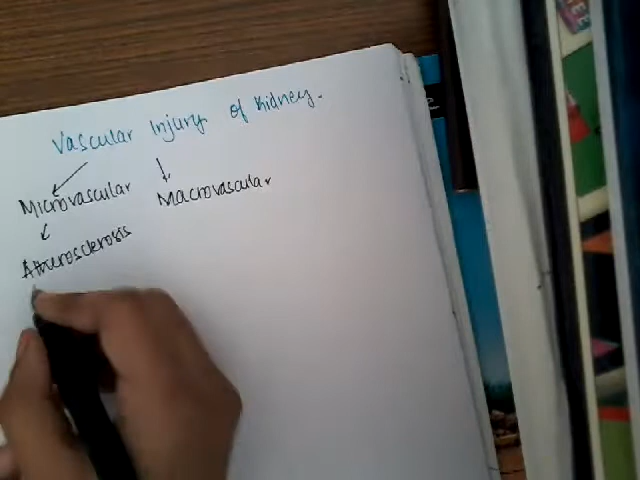 Vascular Injury of Kidney.
Microvascular Macrovascular
Atherosclerosis